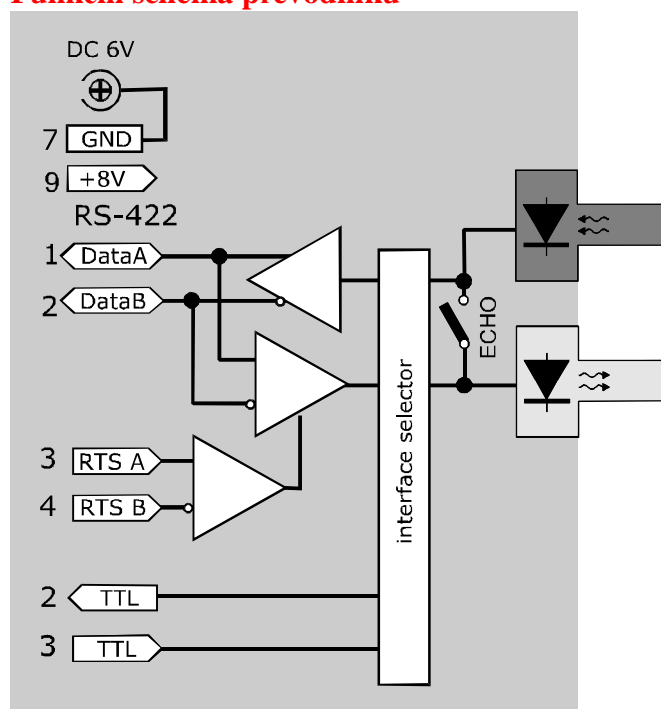 Funkční schéma převodníku
DC 6V
7 GND
9 +8V
RS-422
1 DataA
2 DataB
ECHO
interface selector
3 RTS A
4 RTS B
2 TTL
3 TTL